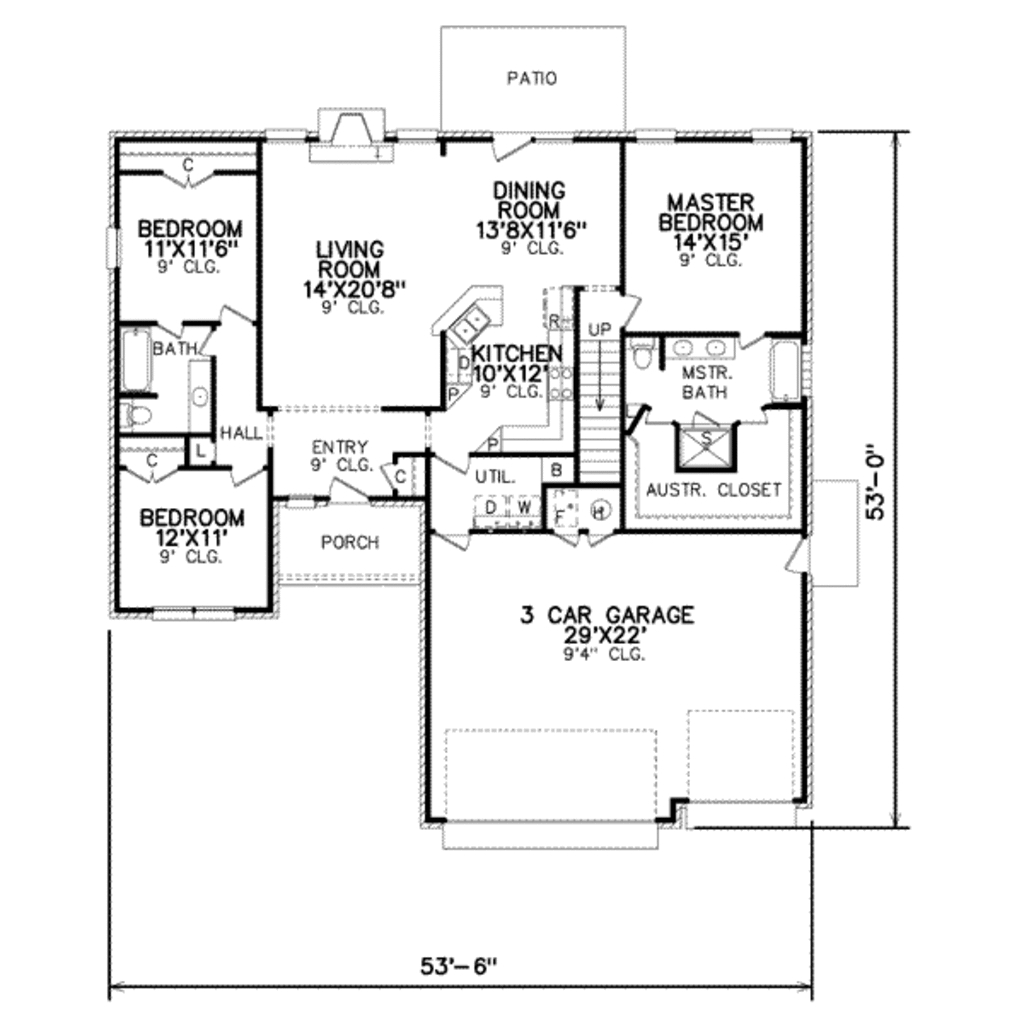 PATIO
C
BEDROOM
11'X11'6"
9' CLG.
LIVING
ROOM
14'X20'8"
9' CLG.
DINING
ROOM
13'8X11'6"
9' CLG.
MASTER
BEDROOM
14'X15'
9' CLG.
BATH
R
UP
D
KITCHEN
10'X12'
9' CLG.
P
P
MSTR.
BATH
S
HALL
L
C
ENTRY
9' CLG.
C
UTIL.
B
D
W
F
H
AUSTR. CLOSET
BEDROOM
12'X11'
9' CLG.
PORCH
53'-0"
3 CAR GARAGE
29'X22'
9'4" CLG.
53'-6"